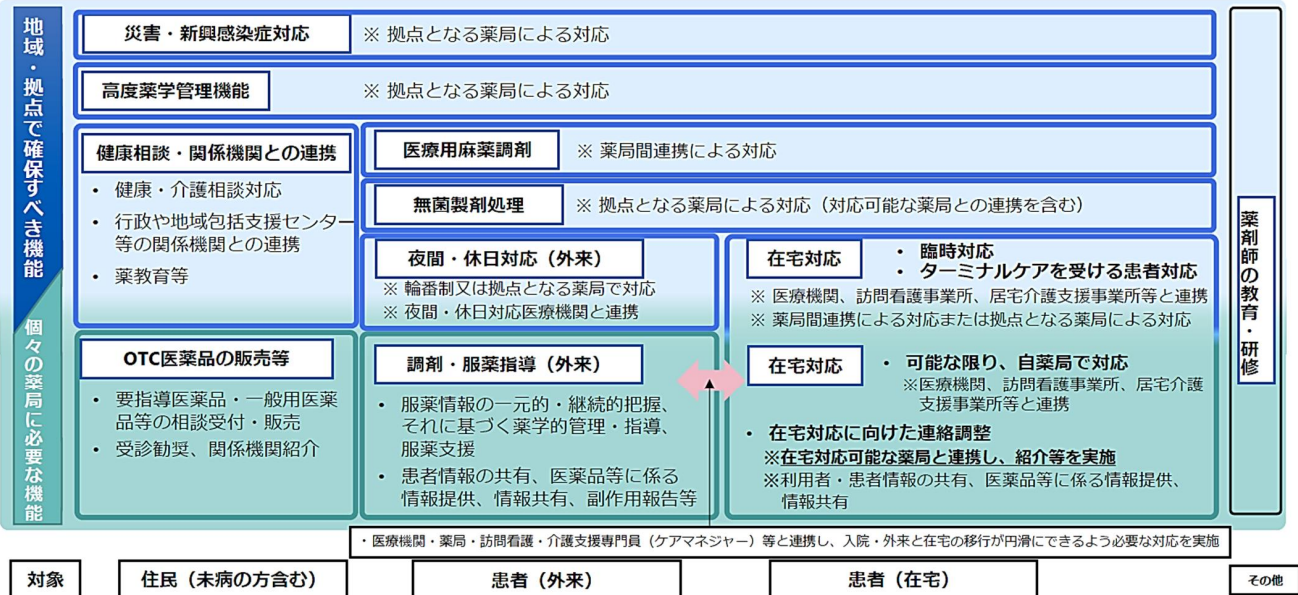 地域・拠点で確保すべき機能
災害・新興感染症対応
※ 拠点となる薬局による対応
高度薬学管理機能
※ 拠点となる薬局による対応
健康相談・関係機関との連携
• 健康・介護相談対応
• 行政や地域包括支援センター
等の関係機関との連携
• 薬教育等
医療用麻薬調剤
※ 薬局間連携による対応
無菌製剤処理
※ 拠点となる薬局による対応（対応可能な薬局との連携を含む）
夜間・休日対応（外来）
※ 輪番制又は拠点となる薬局で対応
※ 夜間・休日対応医療機関と連携
在宅対応
• 臨時対応
• ターミナルケアを受ける患者対応
※ 医療機関、訪問看護事業所、居宅介護支援事業所等と連携
※ 薬局間連携による対応または拠点となる薬局による対応
個々の薬局に必要な機能
OTC医薬品の販売等
• 要指導医薬品・一般用医薬
品等の相談受付・販売
• 受診勧奨、関係機関紹介
調剤・服薬指導（外来）
• 服薬情報の一元的・継続的把握、
それに基づく薬学的管理・指導、
服薬支援
• 患者情報の共有、医薬品等に係る
情報提供、情報共有、副作用報告等
在宅対応
• 可能な限り、自薬局で対応
※医療機関、訪問看護事業所、居宅介護
支援事業所等と連携
• 在宅対応に向けた連絡調整
※在宅対応可能な薬局と連携し、紹介等を実施
※利用者・患者情報の共有、医薬品等に係る情報提供、
情報共有
薬剤師の教育・研修
・医療機関・薬局・訪問看護・介護支援専門員（ケアマネジャー）等と連携し、入院・外来と在宅の移行が円滑にできるよう必要な対応を実施
対象
住民（未病の方含む）
患者（外来）
患者（在宅）
その他